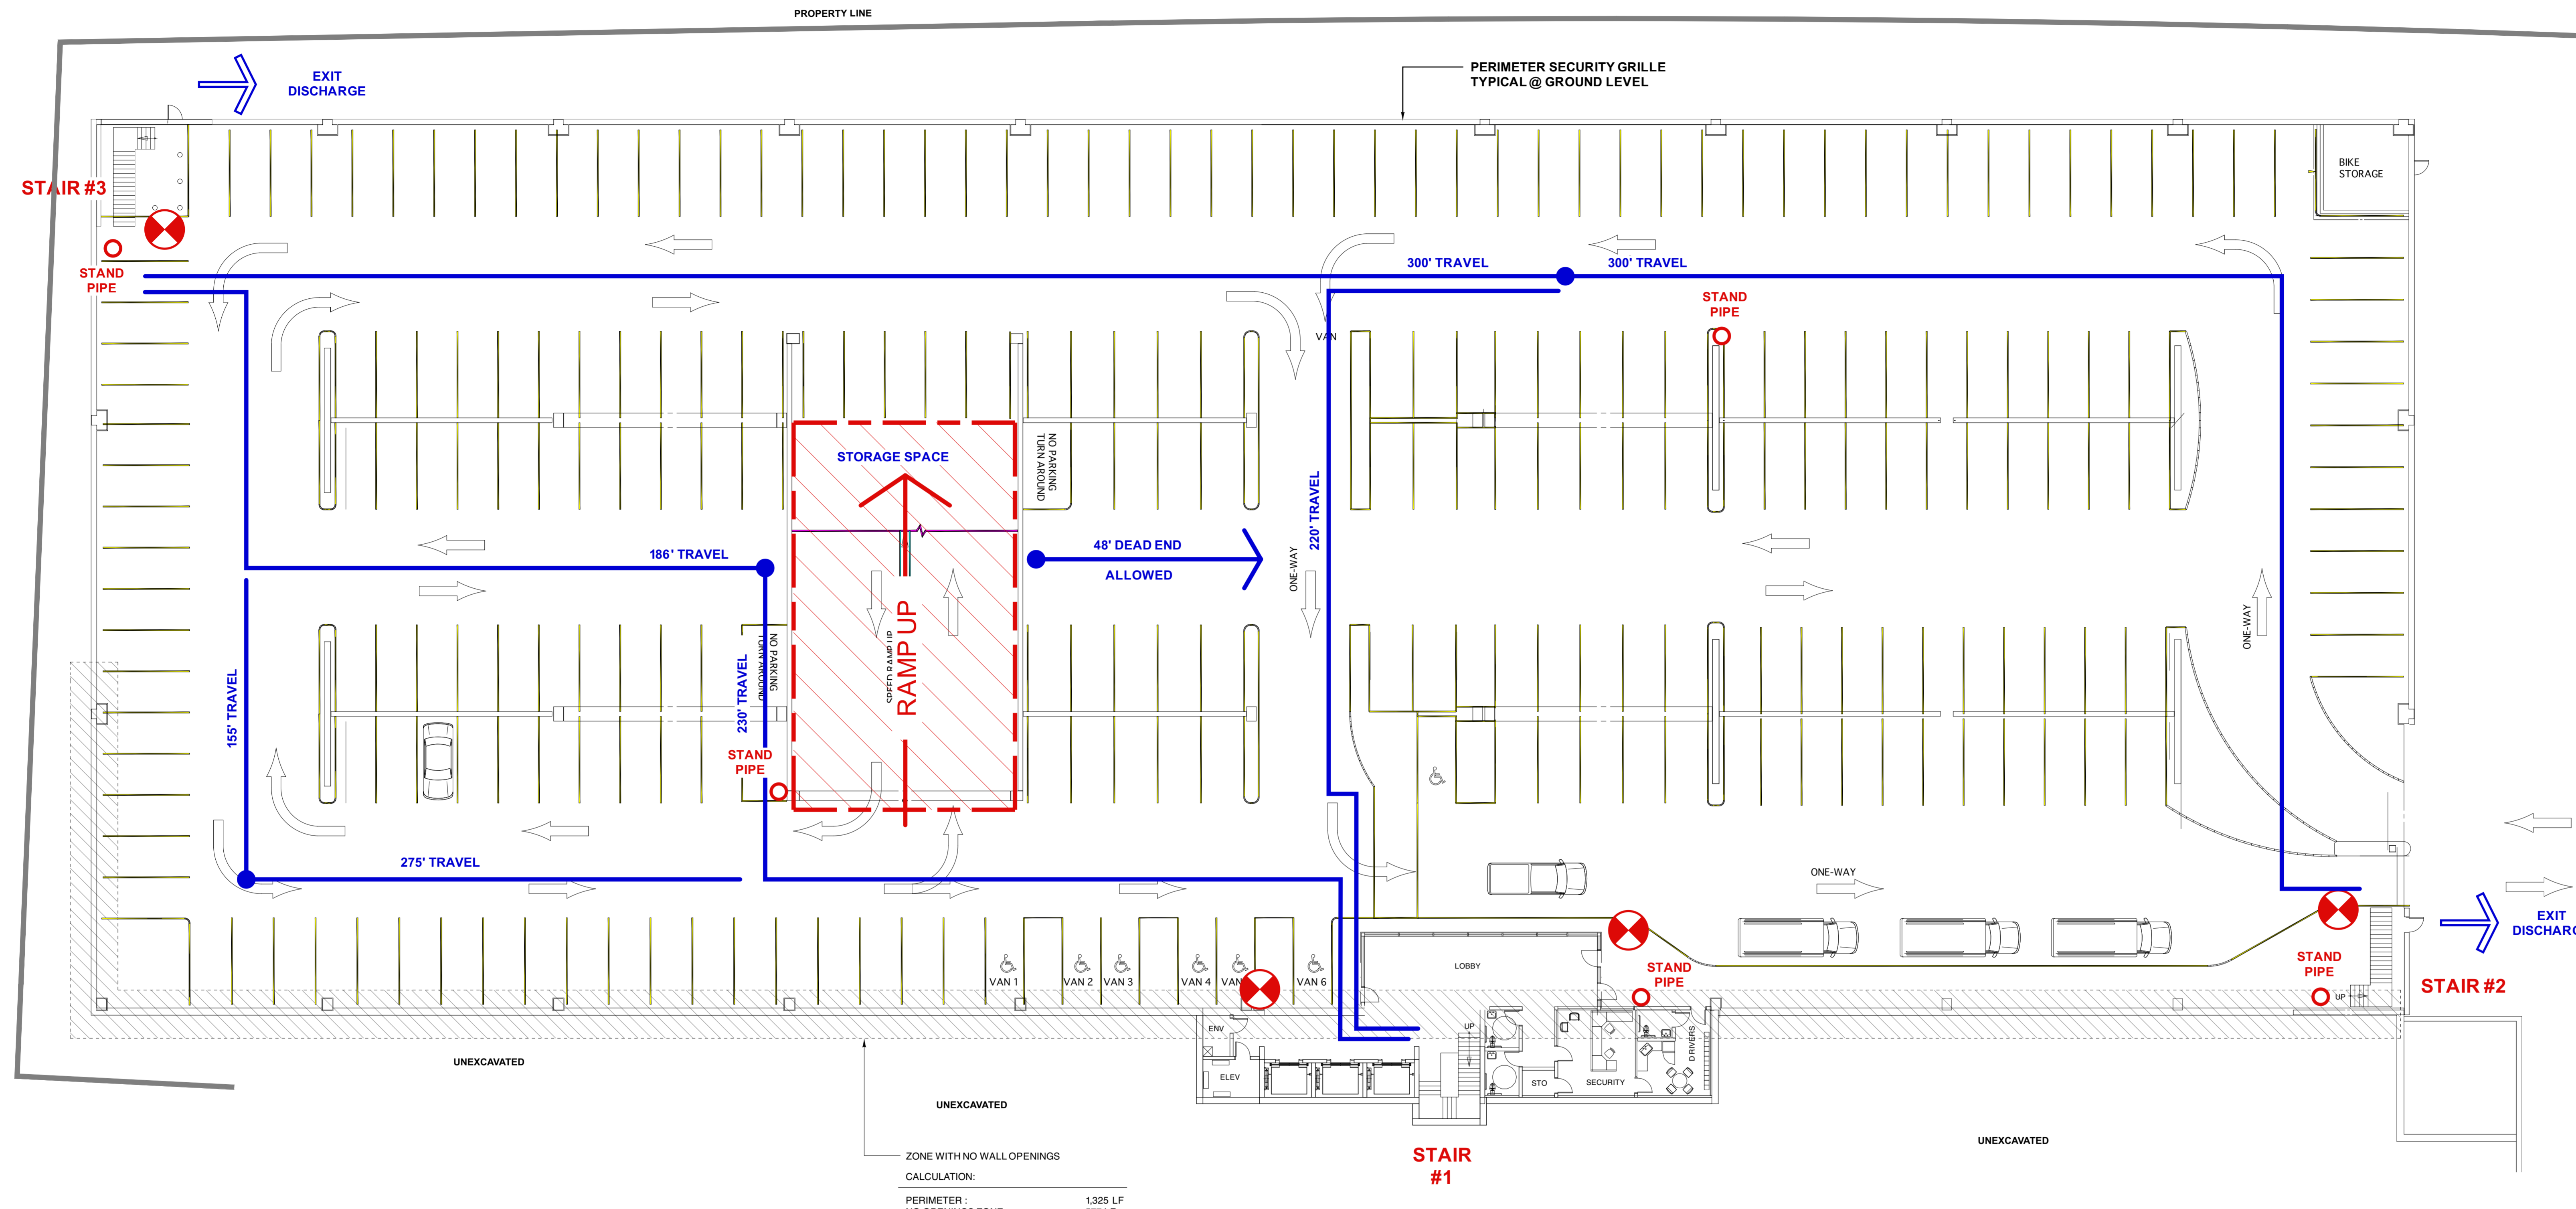 PROPERTY LINE
EXIT
DISCHARGE
PERIMETER SECURITY GRILLE
TYPICAL @ GROUND LEVEL
BIKE
STORAGE
STAIR #3
STAND
PIPE
300' TRAVEL
300' TRAVEL
STAND
PIPE
VAN
NO PARKING
TURN AROUND
STORAGE SPACE
220' TRAVEL
186' TRAVEL
48' DEAD END
ALLOWED
ONE-WAY
ONE-WAY
155' TRAVEL
230' TRAVEL
NO PARKING
TURN AROUND
SPEED RAMP UP
RAMP UP
STAND
PIPE
275' TRAVEL
ONE-WAY
EXIT
VAN 1
VAN 2
VAN 3
VAN 4
VAN
VAN 6
LOBBY
STAND
PIPE
STAND
PIPE
UP
STAIR #2
ENV
ELEV
UP
STO
SECURITY
DRIVERS
UNEXCAVATED
UNEXCAVATED
UNEXCAVATED
STAIR
#1
ZONE WITH NO WALL OPENINGS
CALCULATION:
PERIMETER : 1,325 LF